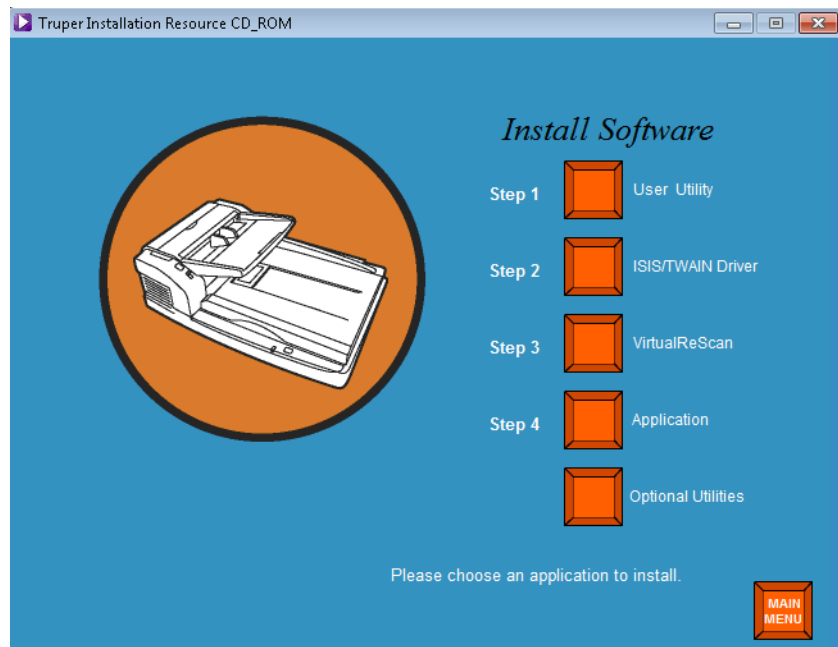 Truper Installation Resource CD_ROM
Install Software
Step 1 User Utility
Step 2 ISIS/TWAIN Driver
Step 3 VirtualReScan
Step 4 Application
Optional Utilities
Please choose an application to install.
MAIN
MENU